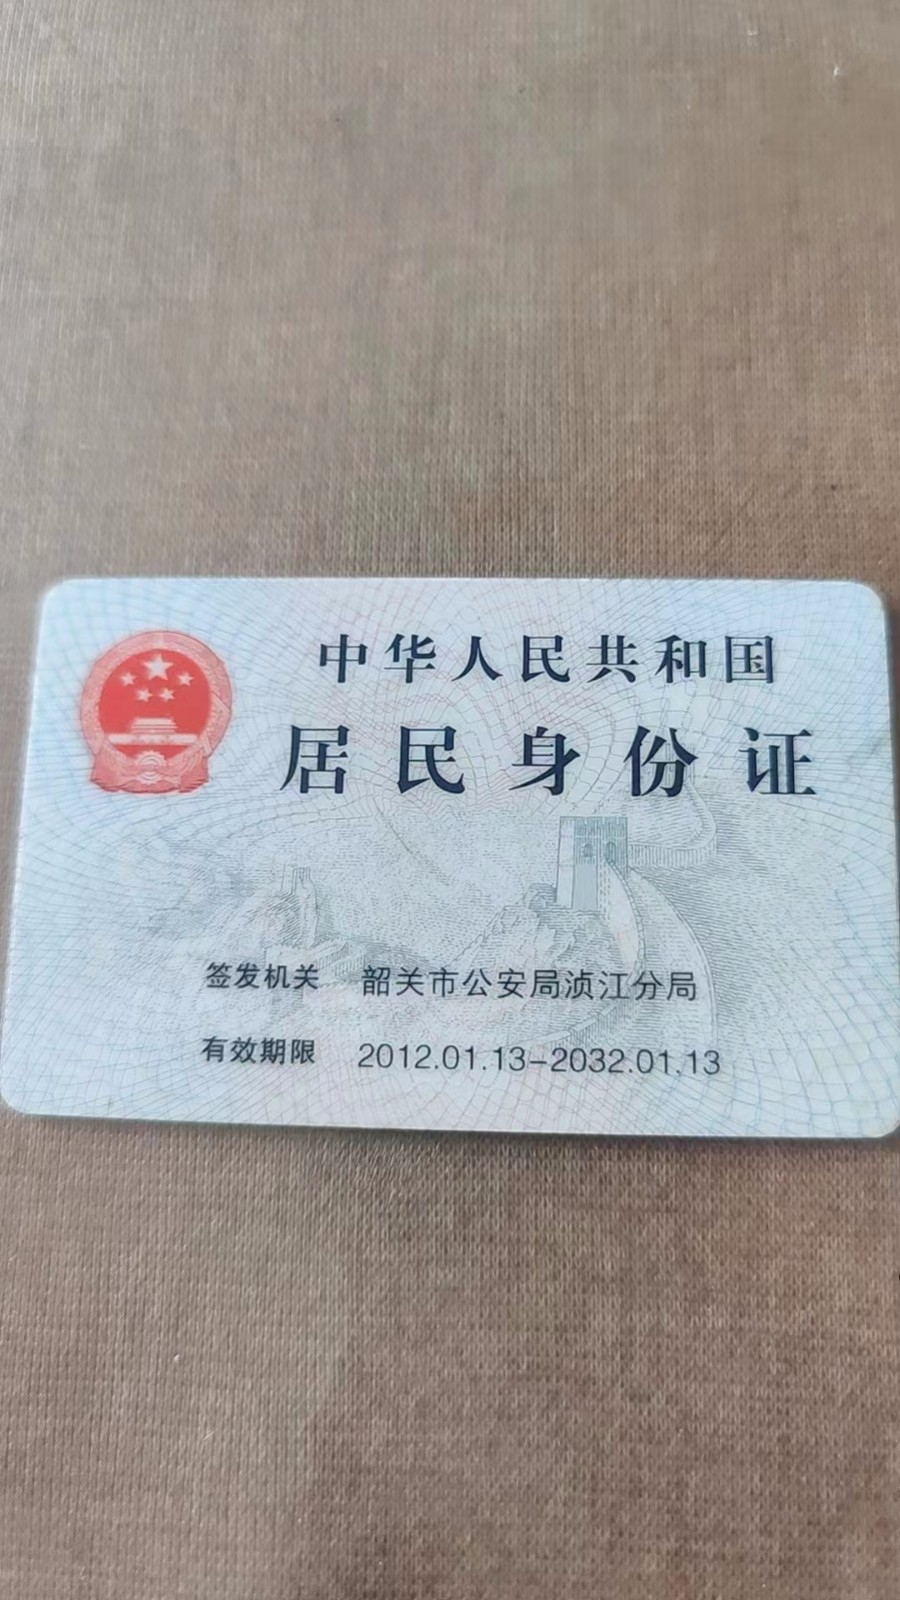 中华人民共和国
居民身份证
签发机关 韶关市公安局浈江分局
有效期限 2012.01.13-2032.01.13